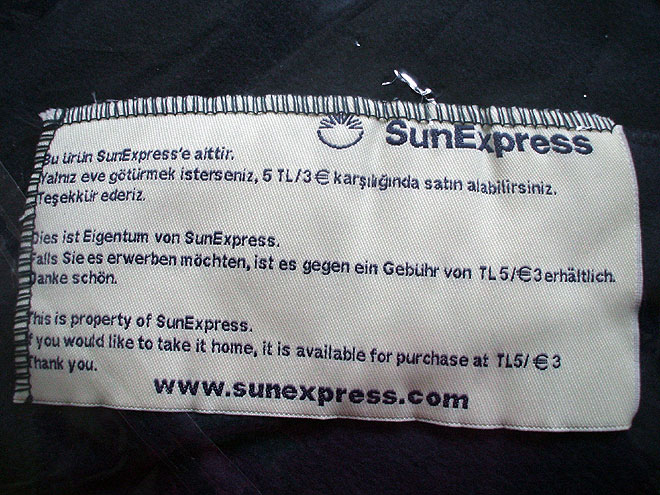 SunExpress
Bu ürün SunExpress'e aittir.
Yalnız eve götürmek isterseniz, 5 TL/3 € karşılığında satın alabilirsiniz.
Teşekkür ederiz.
Dies ist Eigentum von SunExpress.
Falls Sie es erwerben möchten, ist es gegen ein Gebühr von TL 5/€ 3 erhältlich.
Danke schön.
This is property of SunExpress.
If you would like to take it home, it is available for purchase at TL5/ € 3
Thank you.
www.sunexpress.com